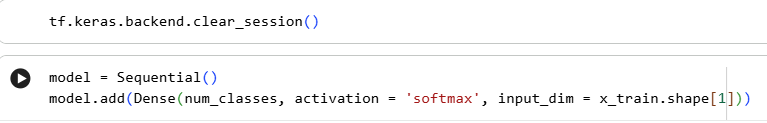 tf.keras.backend.clear_session()
model = Sequential()
model.add(Dense(num_classes, activation = 'softmax', input_dim = x_train.shape[1]))